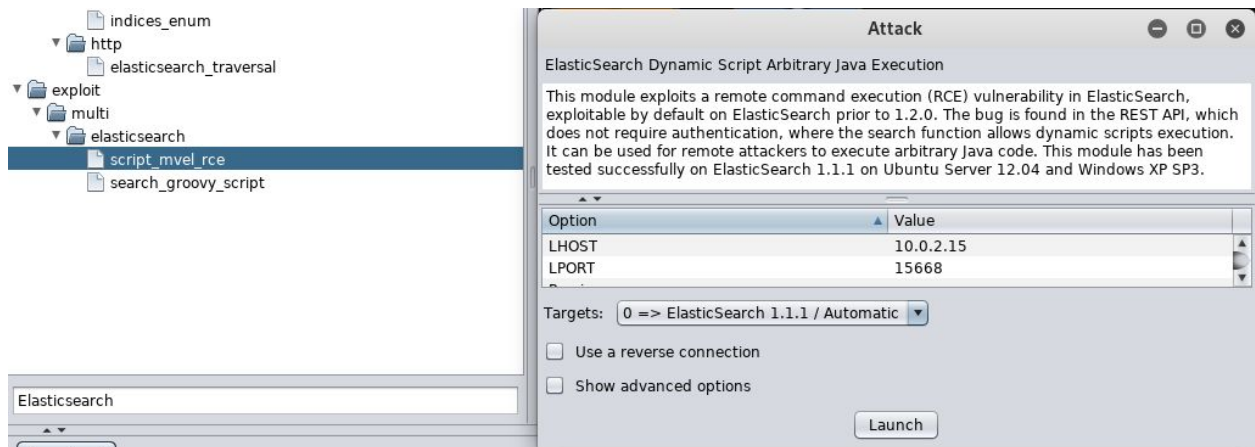 indices_enum
http
elasticsearch_traversal
exploit
multi
elasticsearch
script_mvel_rce
search_groovy_script
Elasticsearch
Attack
ElasticSearch Dynamic Script Arbitrary Java Execution
This module exploits a remote command execution (RCE) vulnerability in ElasticSearch,
exploitable by default on ElasticSearch prior to 1.2.0. The bug is found in the REST API, which
does not require authentication, where the search function allows dynamic scripts execution.
It can be used for remote attackers to execute arbitrary Java code. This module has been
tested successfully on ElasticSearch 1.1.1 on Ubuntu Server 12.04 and Windows XP SP3.
Option Value
LHOST 10.0.2.15
LPORT 15668
Targets: 0 => ElasticSearch 1.1.1 / Automatic
Use a reverse connection
Show advanced options
Launch